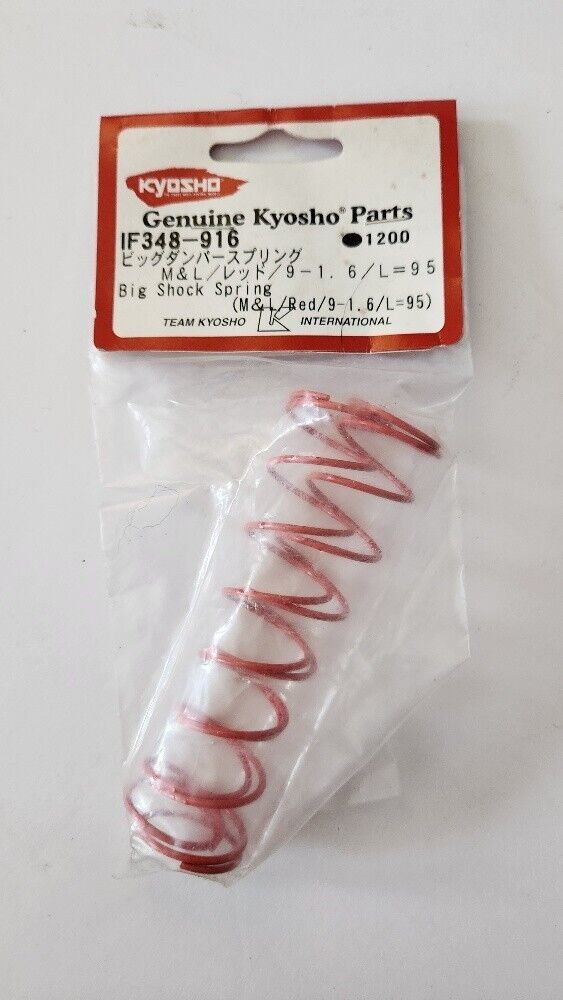 KYOSHO
Genuine Kyosho® Parts
IF348-916 ●1200
ビッグダンパースプリング
M&L/レッド/9-1.6/L=95
Big Shock Spring
(M&L/Red/9-1.6/L=95)
TEAM KYOSHO INTERNATIONAL